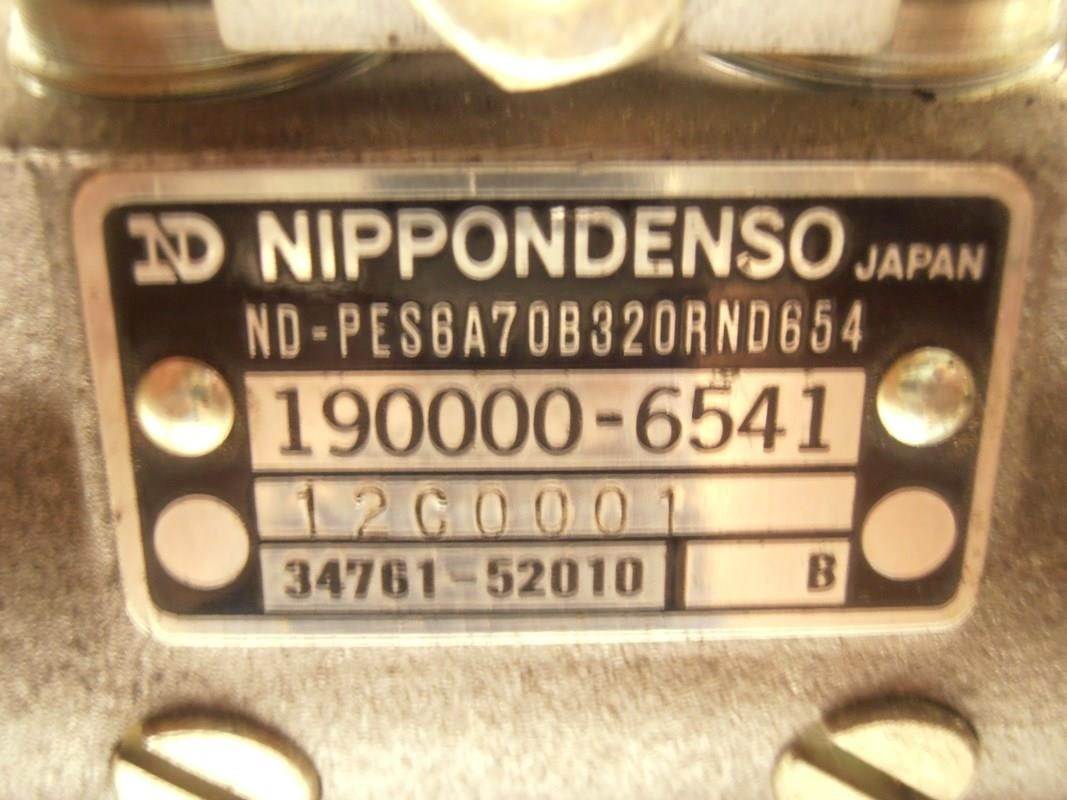 ND NIPPONDENSO JAPAN
ND-PES6A70B320RND654
190000-6541
12C0001
34761-52010 B